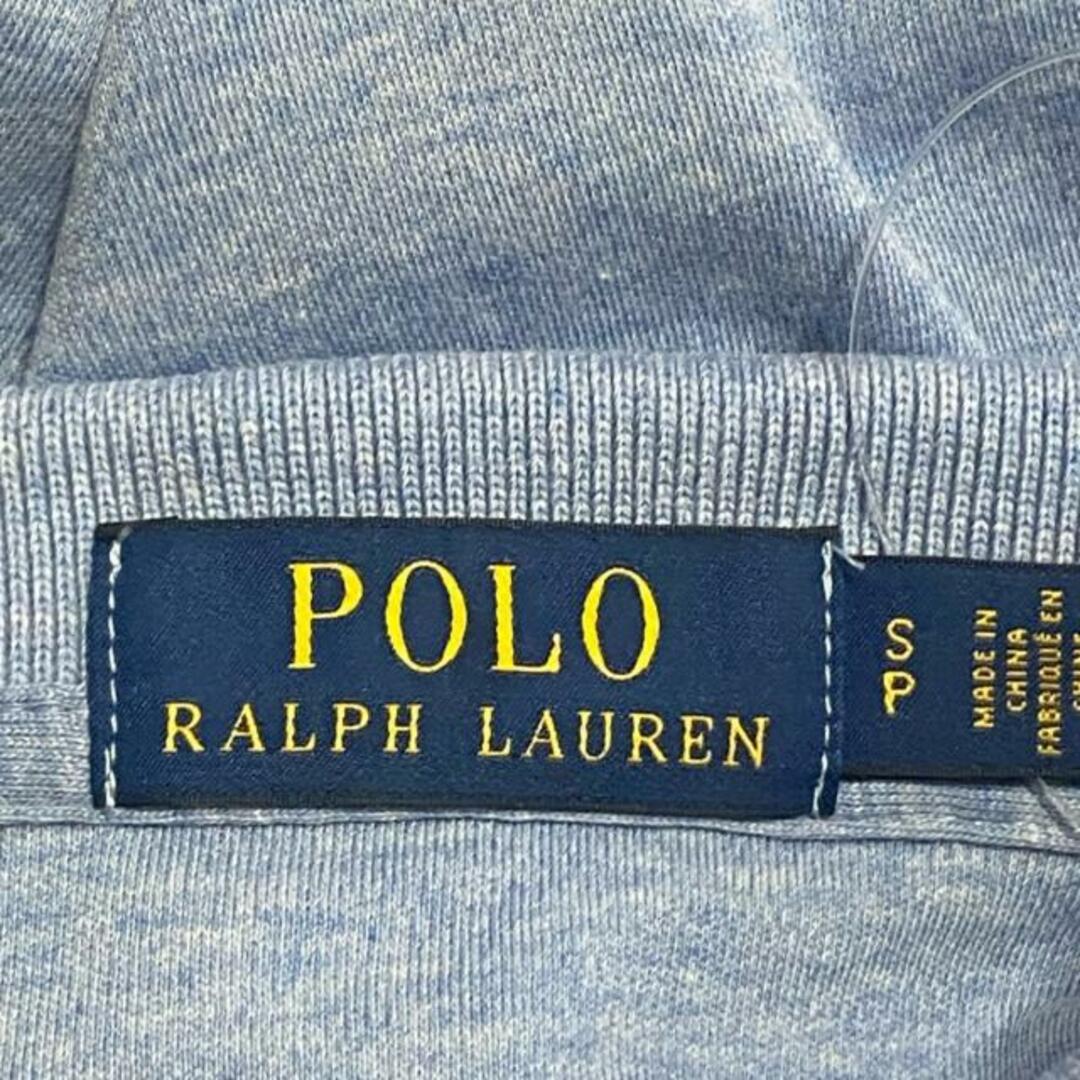 POLO
RALPH LAUREN
S
P
MADE IN
CHINA
FABRIQUÉ EN